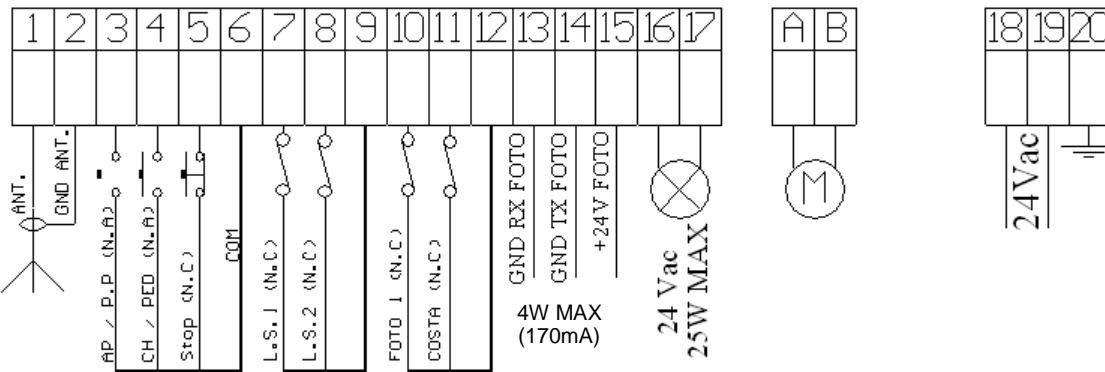 1 2 3 4 5 6 7 8 9 10 11 12 13 14 15 16 17
A B
18 19 20
ANT.
GND ANT.
AP / P.P (N.A)
CH / PED (N.A)
Stop (N.C)
COM
L.S.1 (N.C)
L.S.2 (N.C)
FOTO 1 (N.C)
COSTA (N.C)
GND RX FOTO
GND TX FOTO
+24V FOTO
4W MAX
(170mA)
24 Vac
25W MAX
M
24Vac